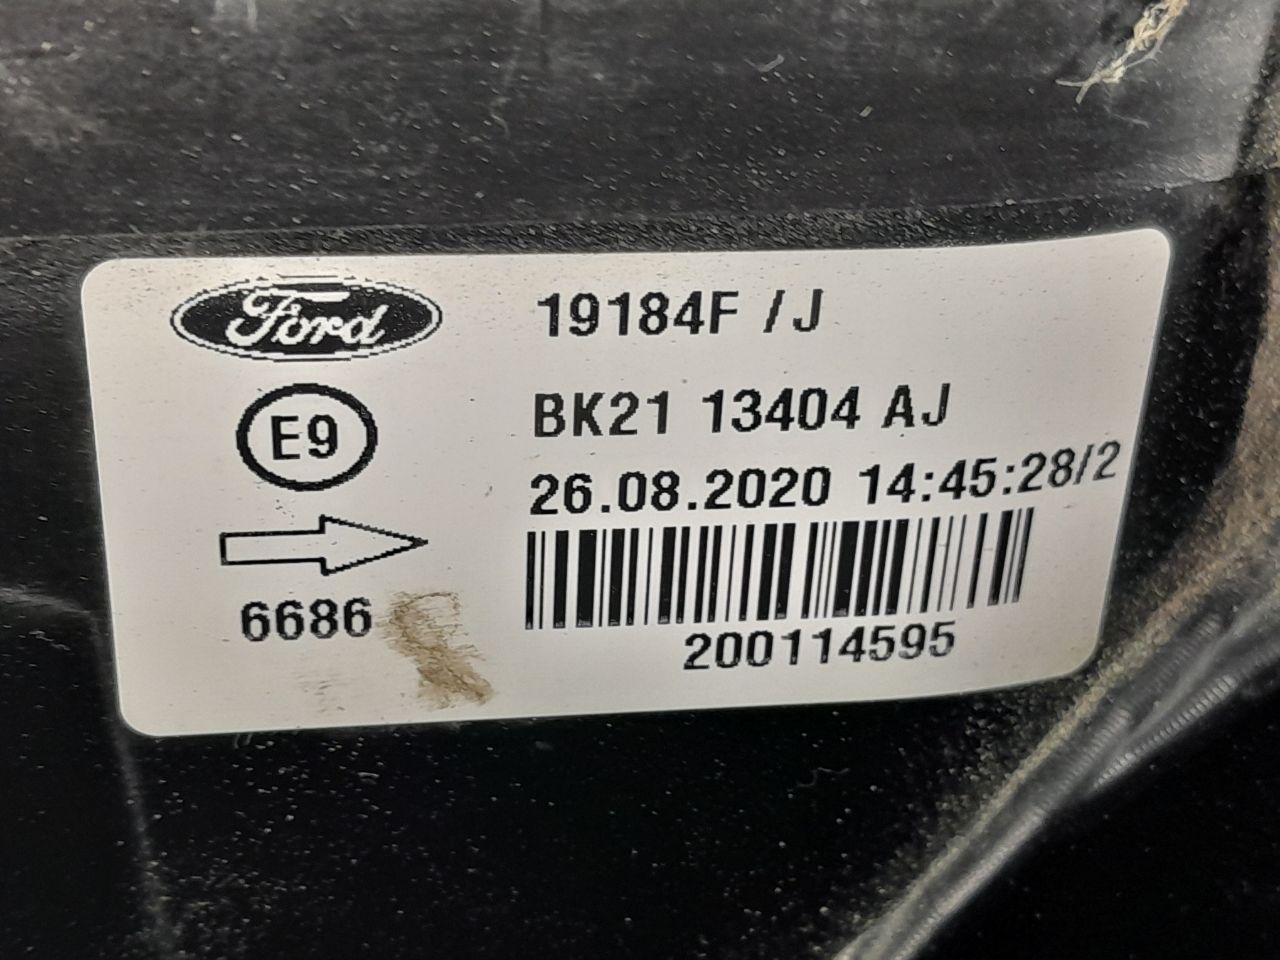 Ford
19184F /J
E9
BK21 13404 AJ
26.08.2020 14:45:28/2
6686
200114595